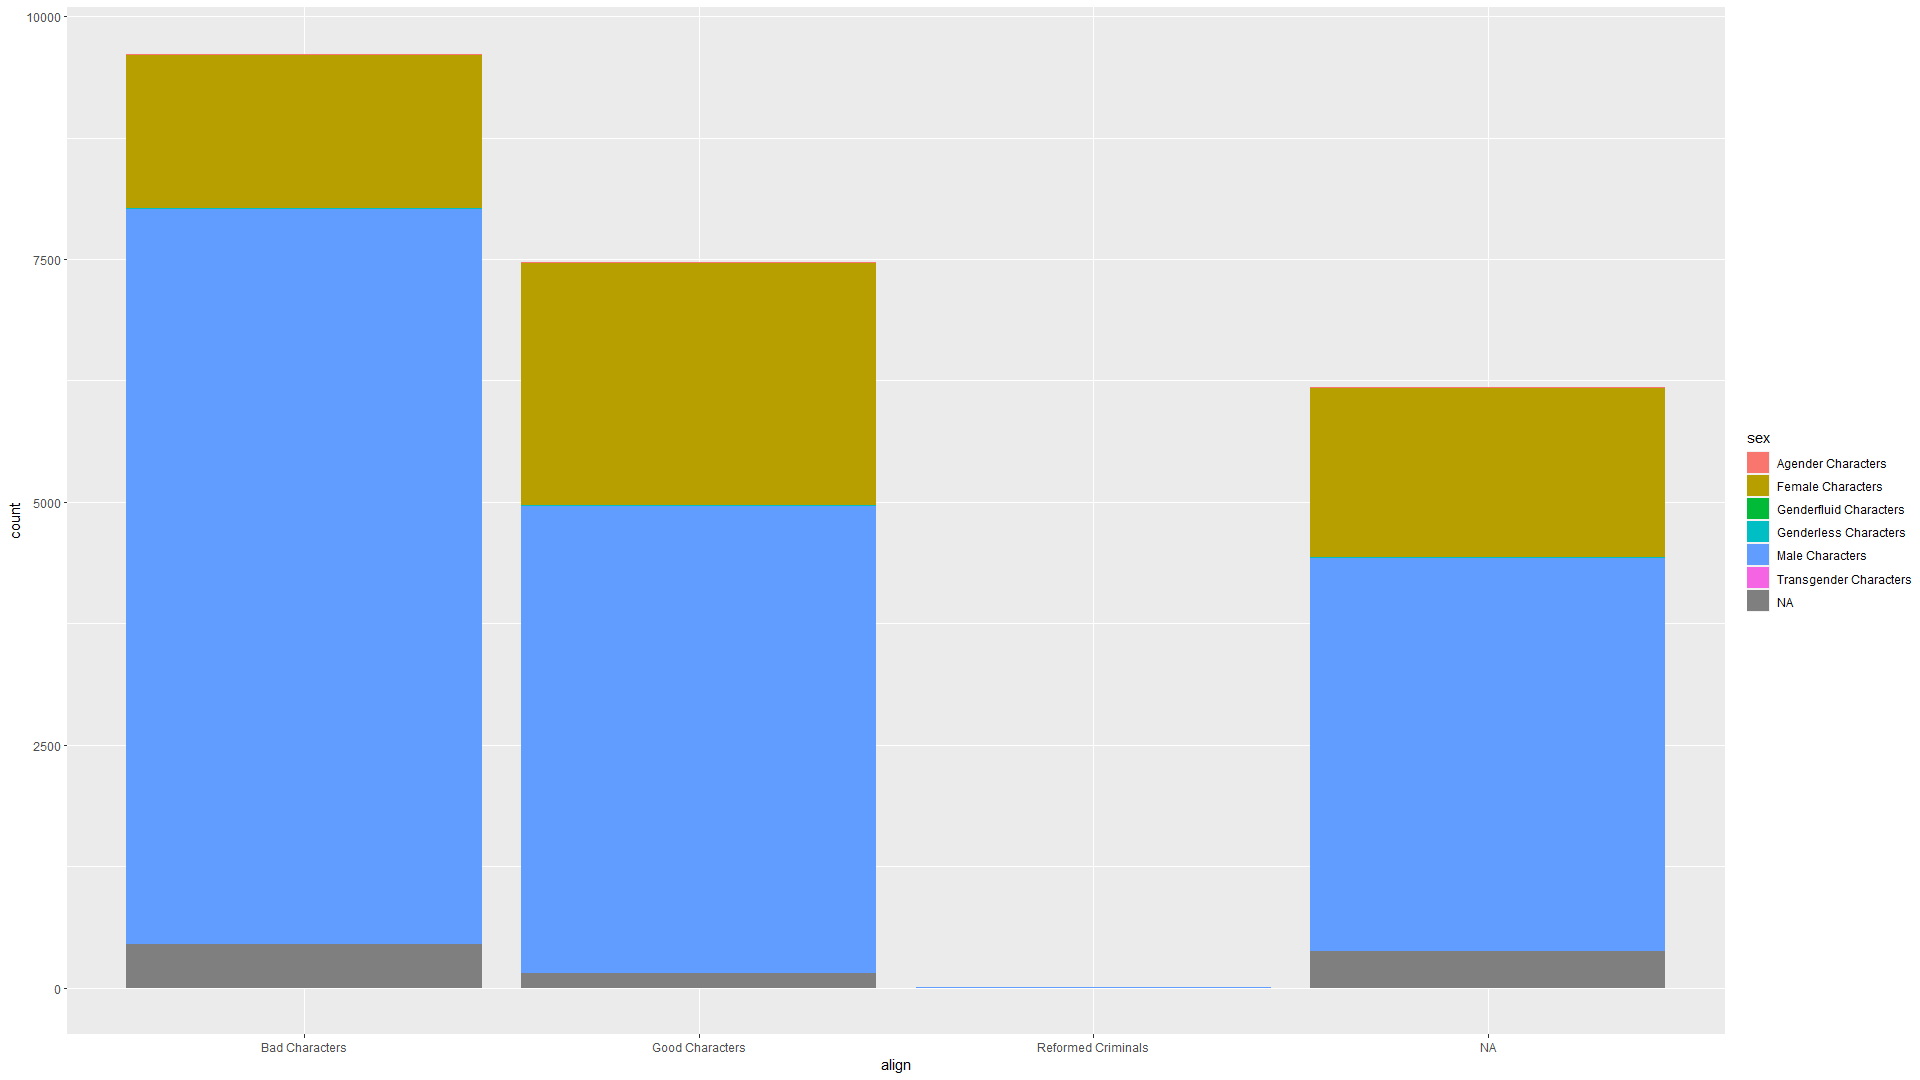 10000
7500
5000
2500
0
count
Bad Characters
Good Characters
Reformed Criminals
NA
align
sex
Agender Characters
Female Characters
Genderfluid Characters
Genderless Characters
Male Characters
Transgender Characters
NA